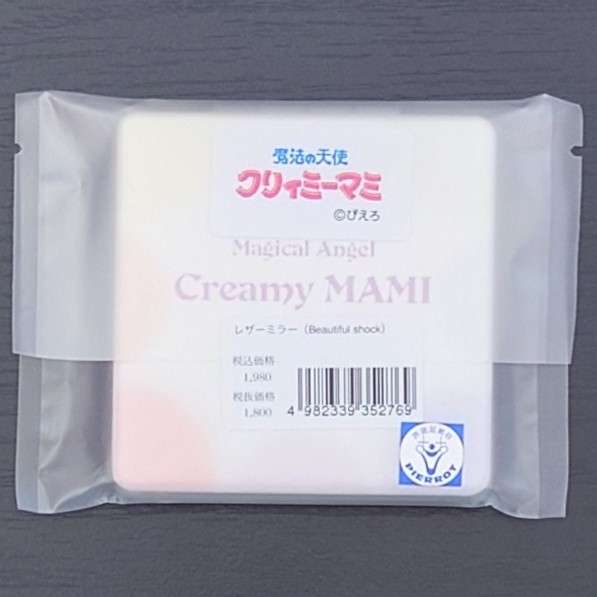 魔法の天使
クリィミーマミ
©ぴえろ
Magical Angel
Creamy MAMI
レザーミラー（Beautiful shock）
税込価格
1,980
税抜価格
1,800
4 982339 352769
PIERROT